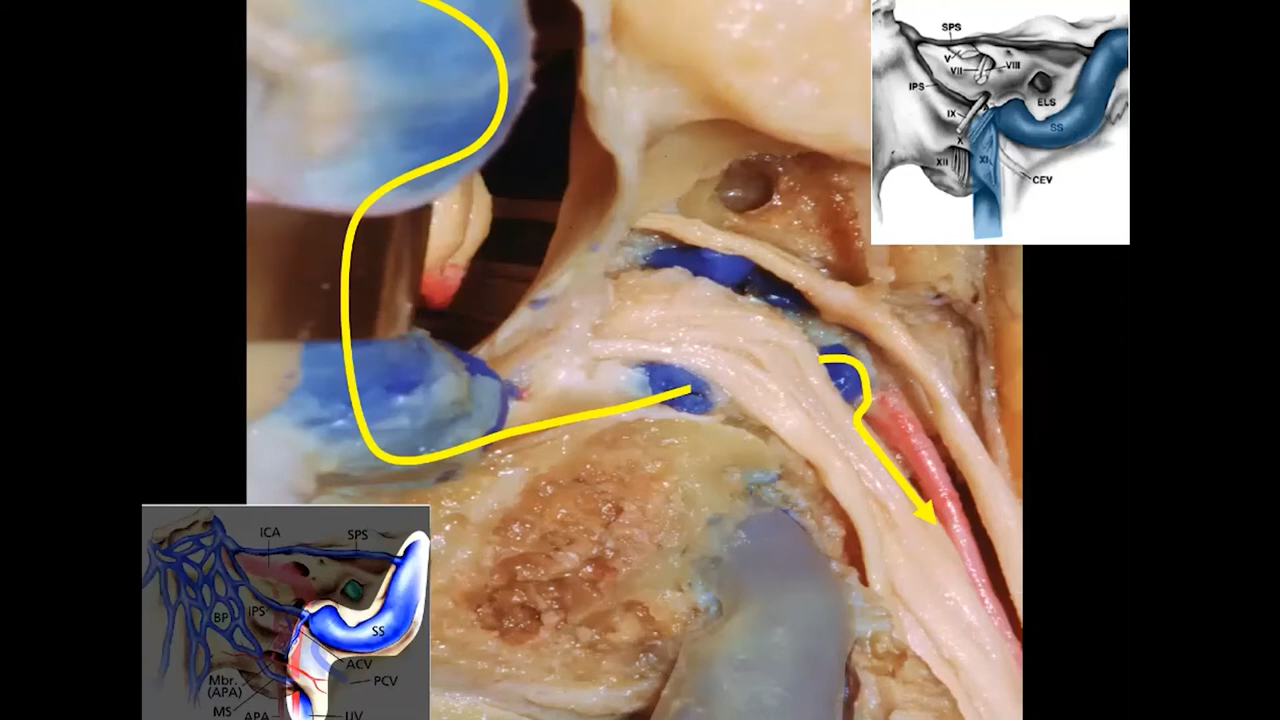 SPS
V
VII
VIII
IPS
ELS
IX
SS
X
XI
XII
CEV
ICA
SPS
BP
IPS
SS
ACV
Mbr.
(APA)
PCV
MS
APA
IJV